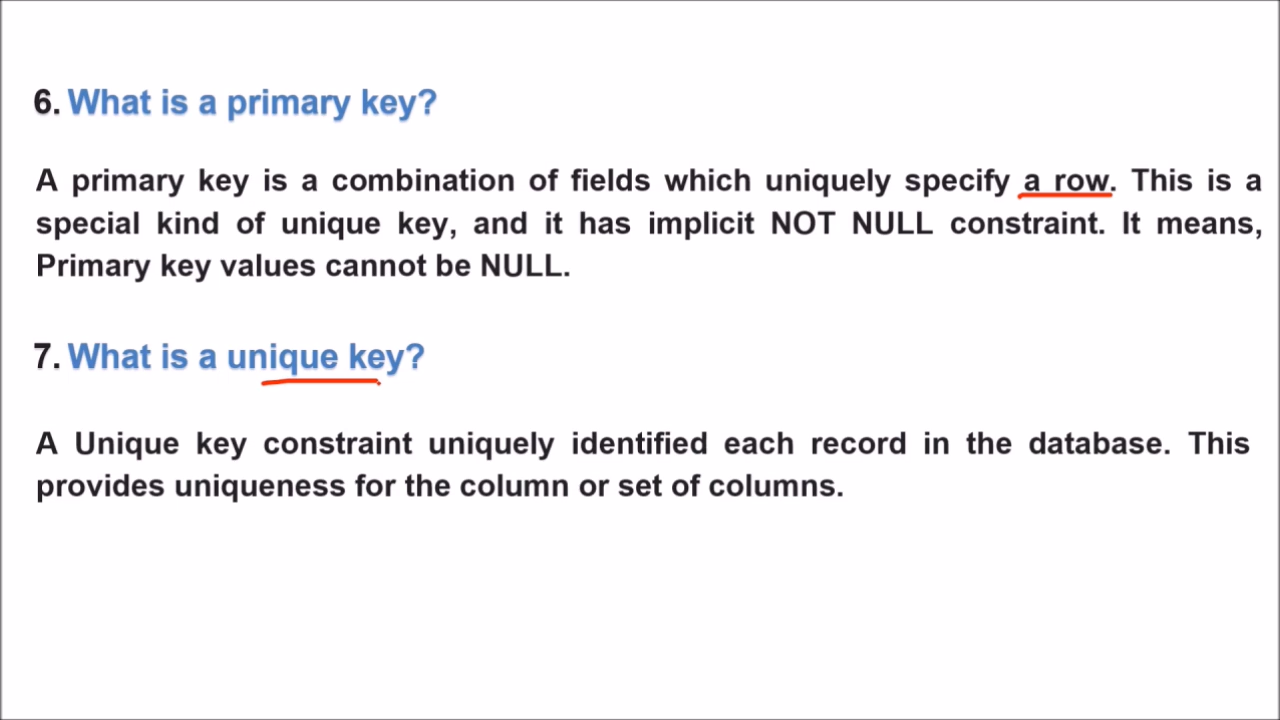 6. What is a primary key?
A primary key is a combination of fields which uniquely specify a row. This is a
special kind of unique key, and it has implicit NOT NULL constraint. It means,
Primary key values cannot be NULL.
7. What is a unique key?
A Unique key constraint uniquely identified each record in the database. This
provides uniqueness for the column or set of columns.